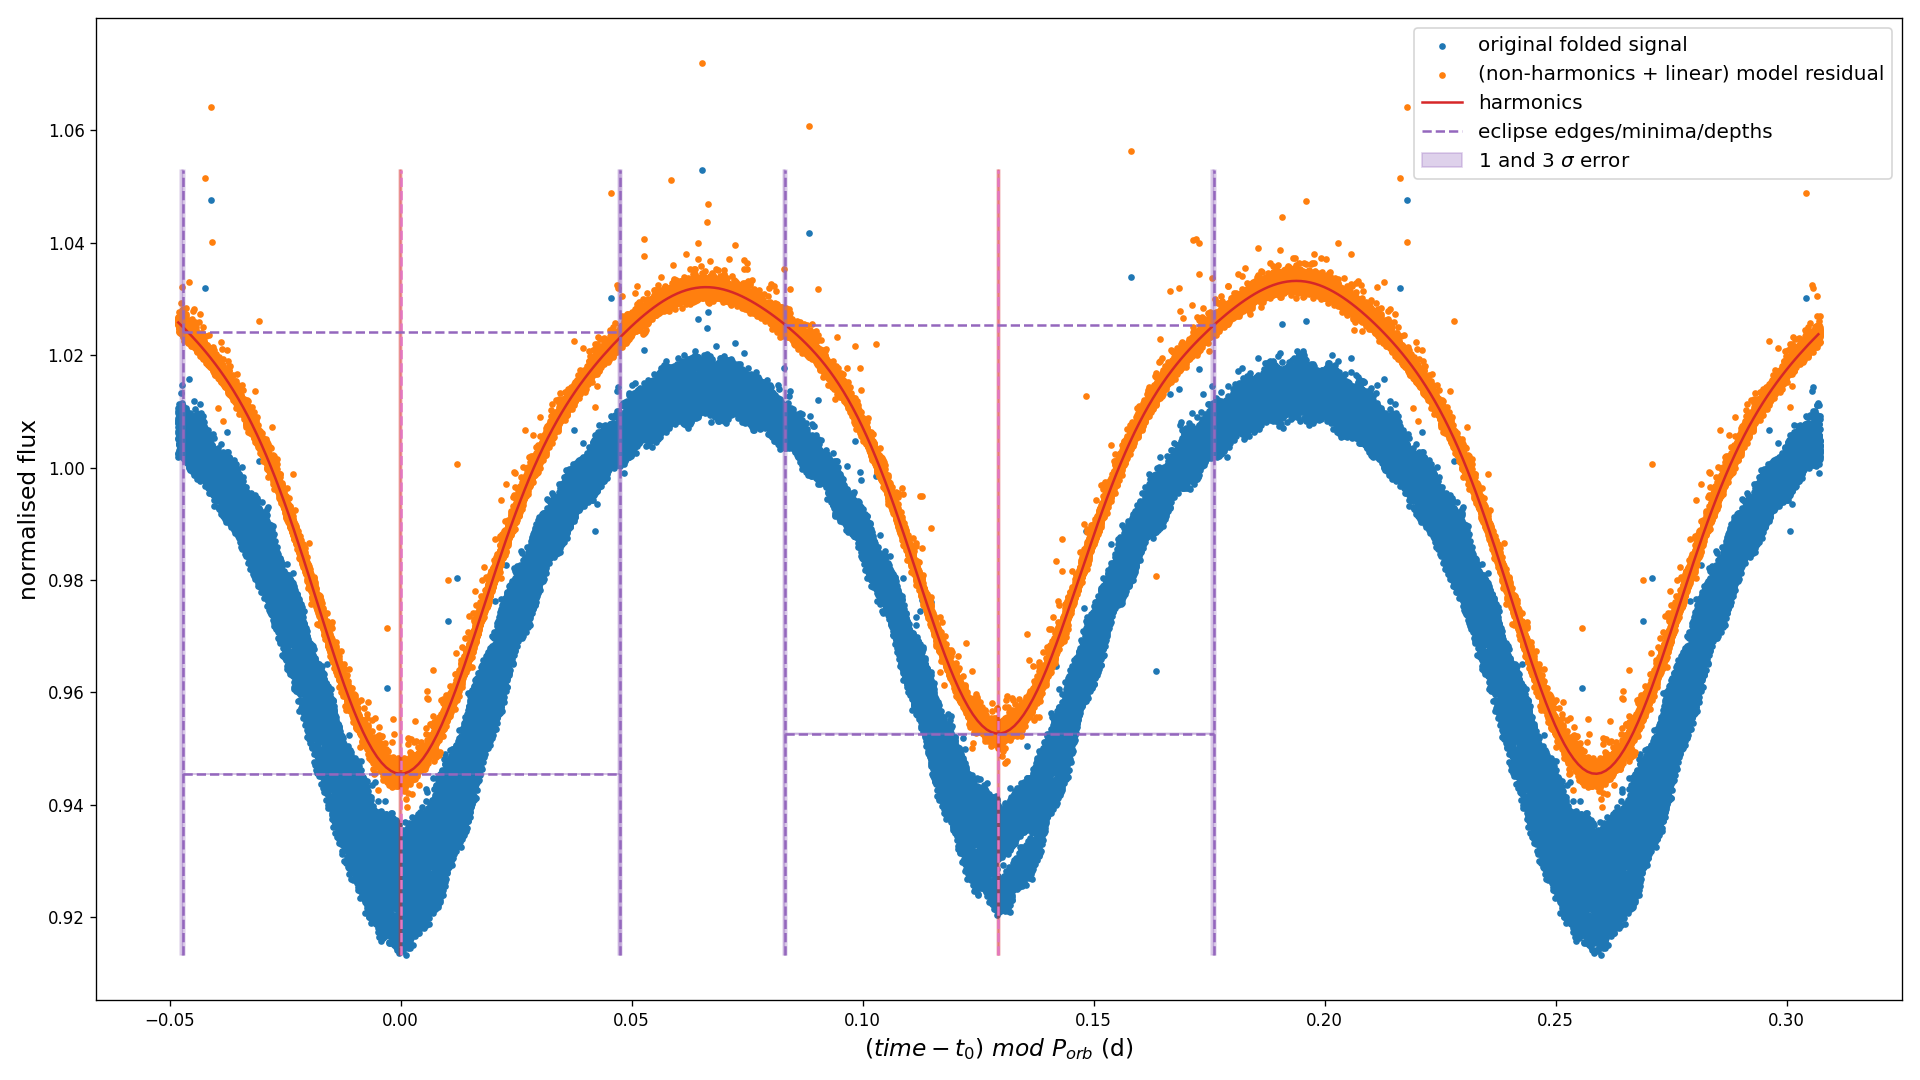 original folded signal
(non-harmonics + linear) model residual
harmonics
eclipse edges/minima/depths
1 and 3 σ error
normalised flux
1.06
1.04
1.02
1.00
0.98
0.96
0.94
0.92
−0.05
0.00
0.05
0.10
0.15
0.20
0.25
0.30
(time − t₀) mod P_orb (d)